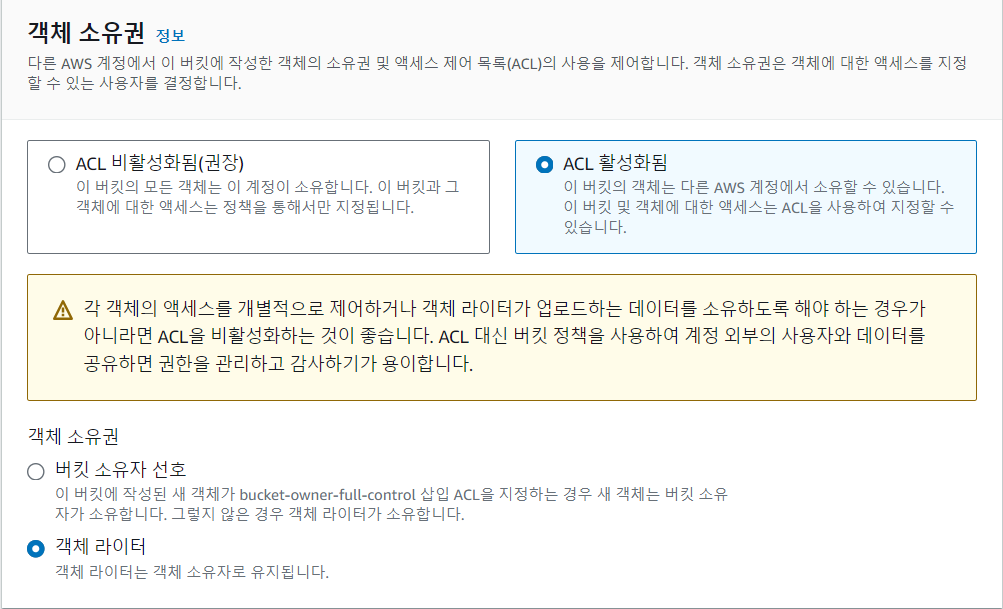 객체 소유권 정보
다른 AWS 계정에서 이 버킷에 작성한 객체의 소유권 및 액세스 제어 목록(ACL)의 사용을 제어합니다. 객체 소유권은 객체에 대한 액세스를 지정
할 수 있는 사용자를 결정합니다.
ACL 비활성화됨(권장)
이 버킷의 모든 객체는 이 계정이 소유합니다. 이 버킷과 그
객체에 대한 액세스는 정책을 통해서만 지정됩니다.
ACL 활성화됨
이 버킷의 객체는 다른 AWS 계정에서 소유할 수 있습니다.
이 버킷 및 객체에 대한 액세스는 ACL을 사용하여 지정할 수
있습니다.
각 객체의 액세스를 개별적으로 제어하거나 객체 라이터가 업로드하는 데이터를 소유하도록 해야 하는 경우가
아니라면 ACL을 비활성화하는 것이 좋습니다. ACL 대신 버킷 정책을 사용하여 계정 외부의 사용자와 데이터를
공유하면 권한을 관리하고 감사하기가 용이합니다.
객체 소유권
버킷 소유자 선호
이 버킷에 작성된 새 객체가 bucket-owner-full-control 삽입 ACL을 지정하는 경우 새 객체는 버킷 소유
자가 소유합니다. 그렇지 않은 경우 객체 라이터가 소유합니다.
객체 라이터
객체 라이터는 객체 소유자로 유지됩니다.